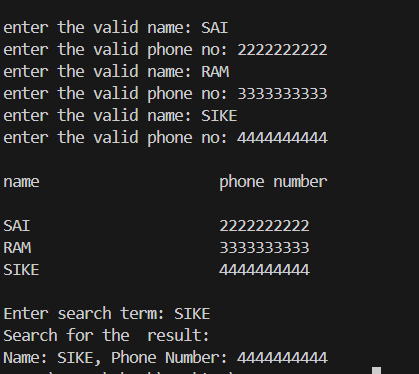 enter the valid name: SAI
enter the valid phone no: 2222222222
enter the valid name: RAM
enter the valid phone no: 3333333333
enter the valid name: SIKE
enter the valid phone no: 4444444444
name phone number
SAI 2222222222
RAM 3333333333
SIKE 4444444444
Enter search term: SIKE
Search for the  result:
Name: SIKE, Phone Number: 4444444444